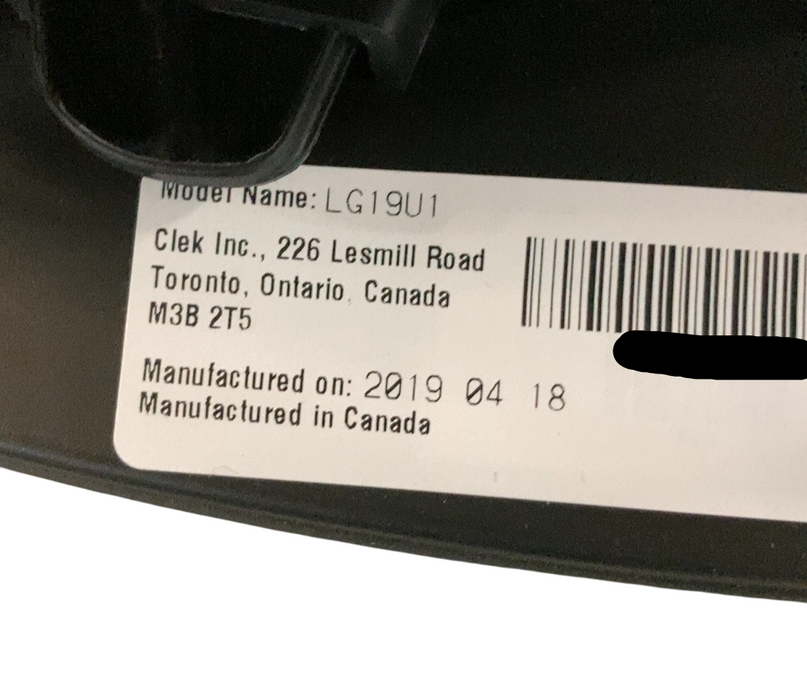 Model Name: LG19U1
Clek Inc., 226 Lesmill Road
Toronto, Ontario, Canada
M3B 2T5
Manufactured on: 2019 04 18
Manufactured in Canada